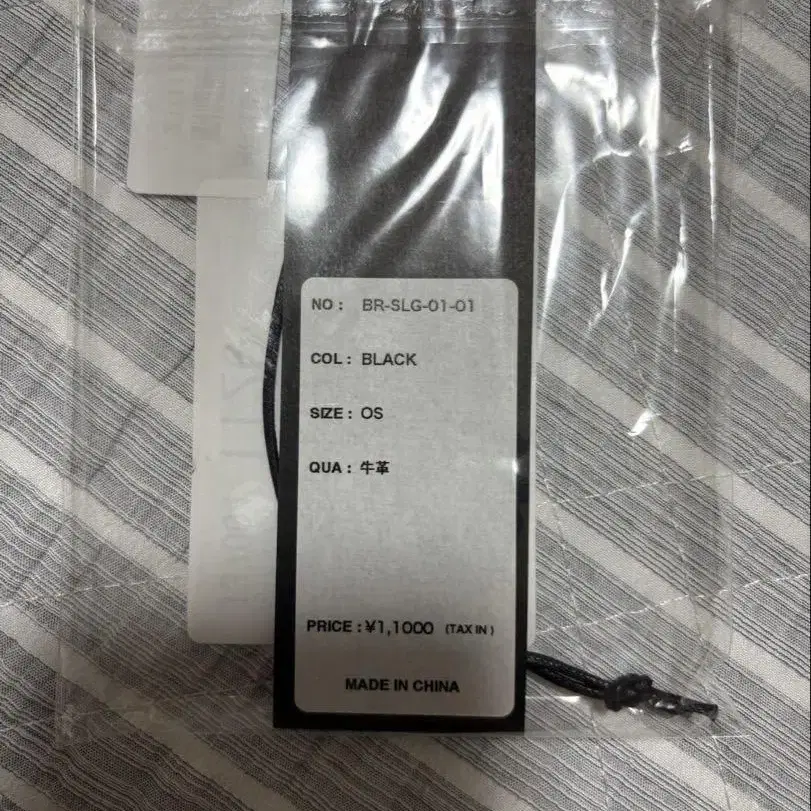 NO : BR-SLG-01-01
COL : BLACK
SIZE : OS
QUA : 牛革
PRICE : ¥1,1000 (TAX IN)
MADE IN CHINA